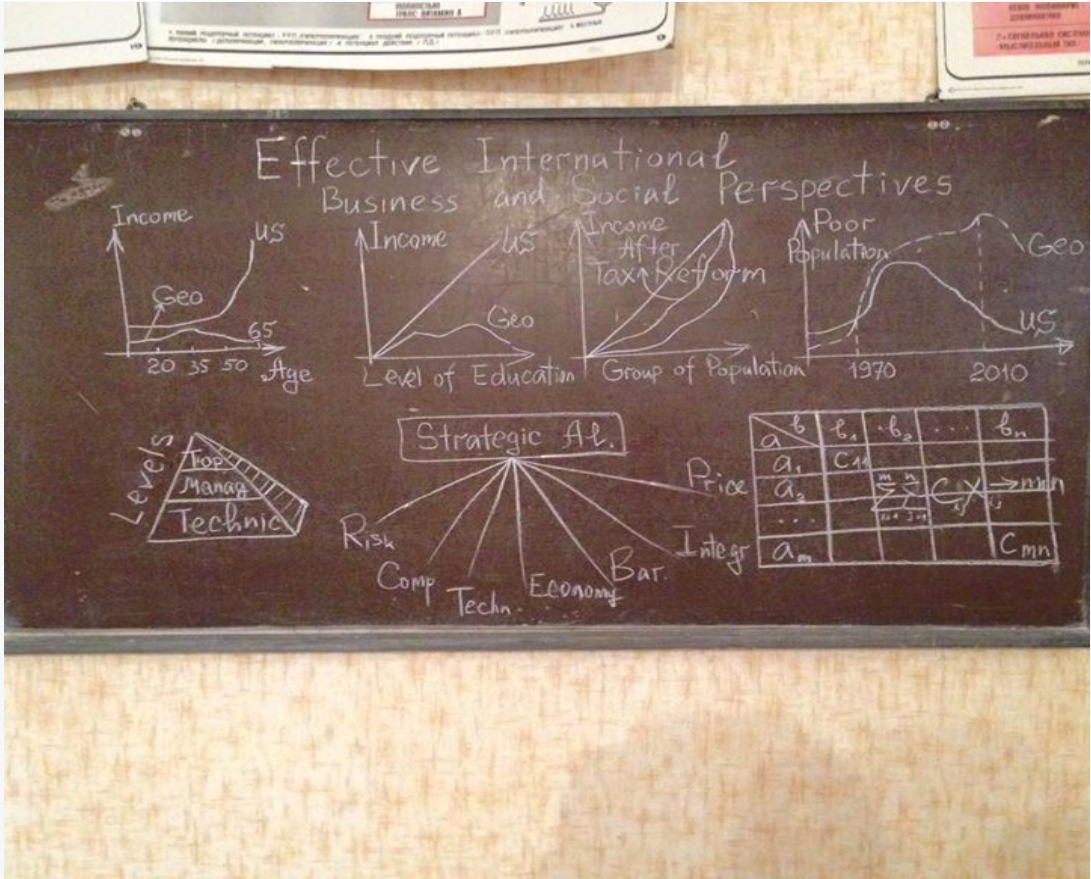 ПОЛНОСТЬЮ
Effective International
Business and Social Perspectives
Income
US
Geo
65
20 35 50 Age
Income
US
Geo
Level of Education
Income
After
Tax Reform
Group of Population
Poor
Population
Geo
US
1970 2010
Levels
Top
Manag
Technic
Strategic Al.
Risk
Comp
Techn.
Economy
Bar.
Integr
Price
a b b₁ b₂ ... bₙ
a₁ C₁₁
a₂ ∑ᵢ₌₁ᵐ ∑ⱼ₌₁ⁿ Cᵢⱼ Xᵢⱼ → min
...
aₘ Cₘₙ